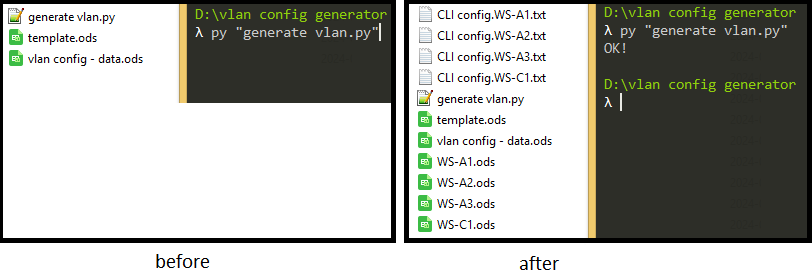 generate vlan.py
template.ods
vlan config - data.ods
D:\vlan config generator
λ py "generate vlan.py"
before
CLI config.WS-A1.txt
CLI config.WS-A2.txt
CLI config.WS-A3.txt
CLI config.WS-C1.txt
generate vlan.py
template.ods
vlan config - data.ods
WS-A1.ods
WS-A2.ods
WS-A3.ods
WS-C1.ods
D:\vlan config generator
λ py "generate vlan.py"
OK!
D:\vlan config generator
λ
after